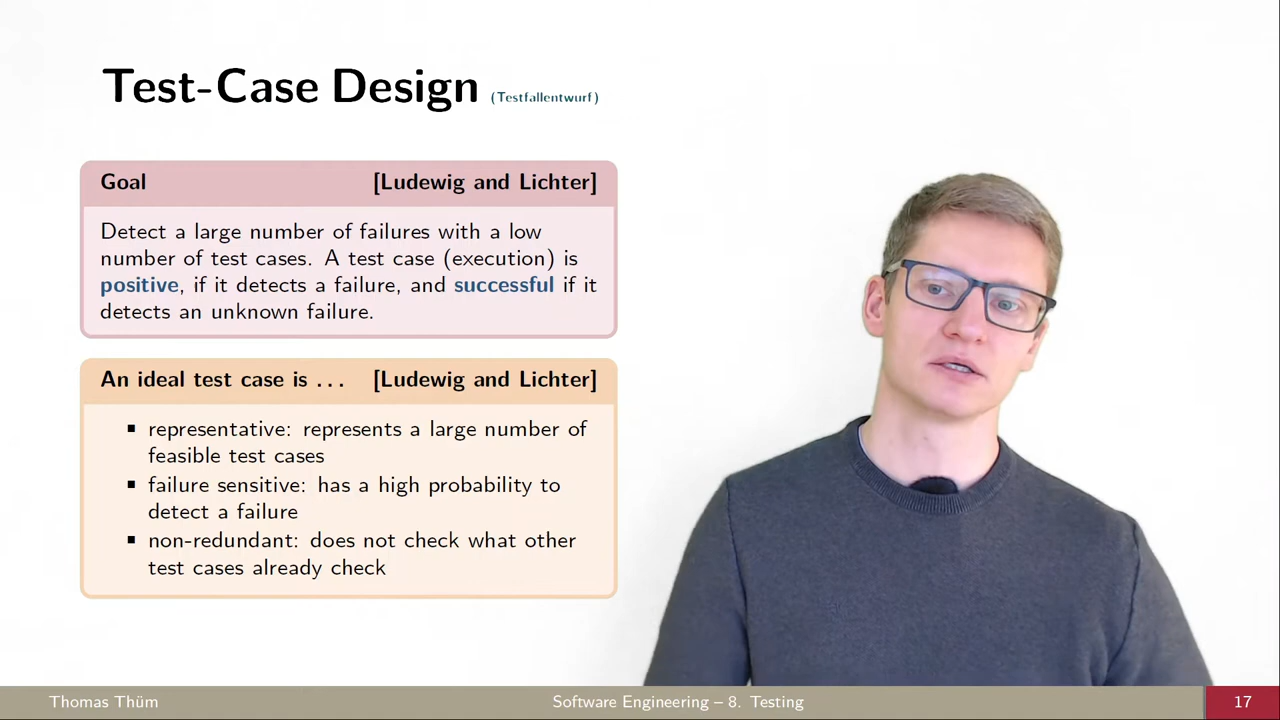 Test-Case Design (Testfallentwurf)
Goal [Ludewig and Lichter]
Detect a large number of failures with a low
number of test cases. A test case (execution) is
positive, if it detects a failure, and successful if it
detects an unknown failure.
An ideal test case is ... [Ludewig and Lichter]
▪ representative: represents a large number of
feasible test cases
▪ failure sensitive: has a high probability to
detect a failure
▪ non-redundant: does not check what other
test cases already check
Thomas Thüm Software Engineering – 8. Testing 17